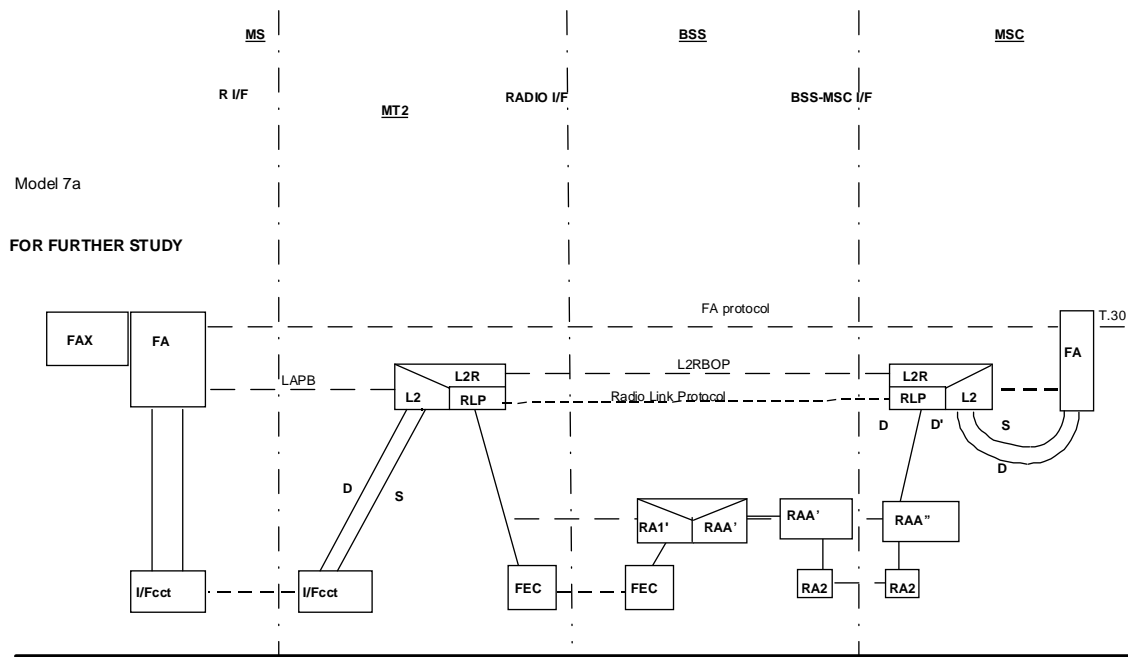 MS
BSS
MSC
R I/F
RADIO I/F
BSS-MSC I/F
MT2
Model 7a
FOR FURTHER STUDY
FA protocol
T.30
FAX
FA
FA
LAPB
L2R
L2RBOP
L2R
L2
RLP
Radio Link Protocol
RLP
L2
D
D'
S
D
D
S
RA1'
RAA’
RAA’
RAA”
I/Fcct
I/Fcct
FEC
FEC
RA2
RA2